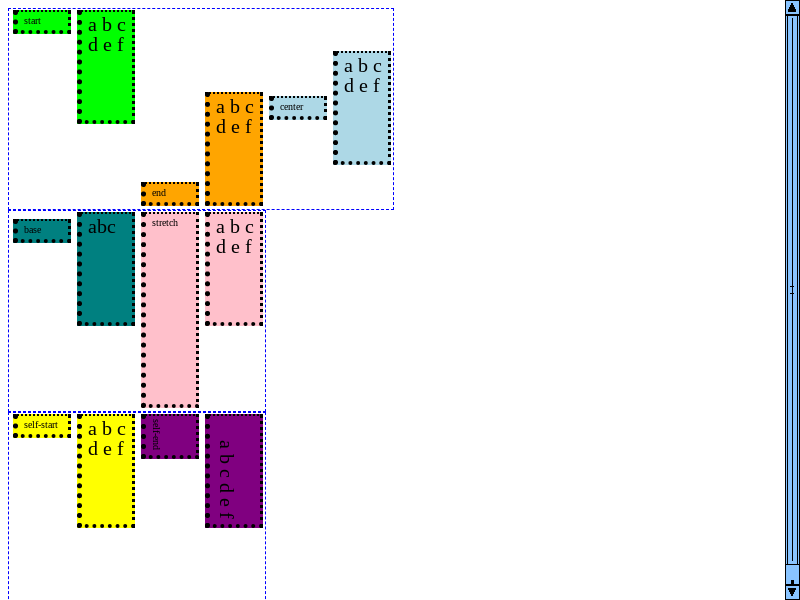 start
a b c
d e f
end
a b c
d e f
center
a b c
d e f
base
abc
stretch
a b c
d e f
self-start
a b c
d e f
self-end
a b c d e f